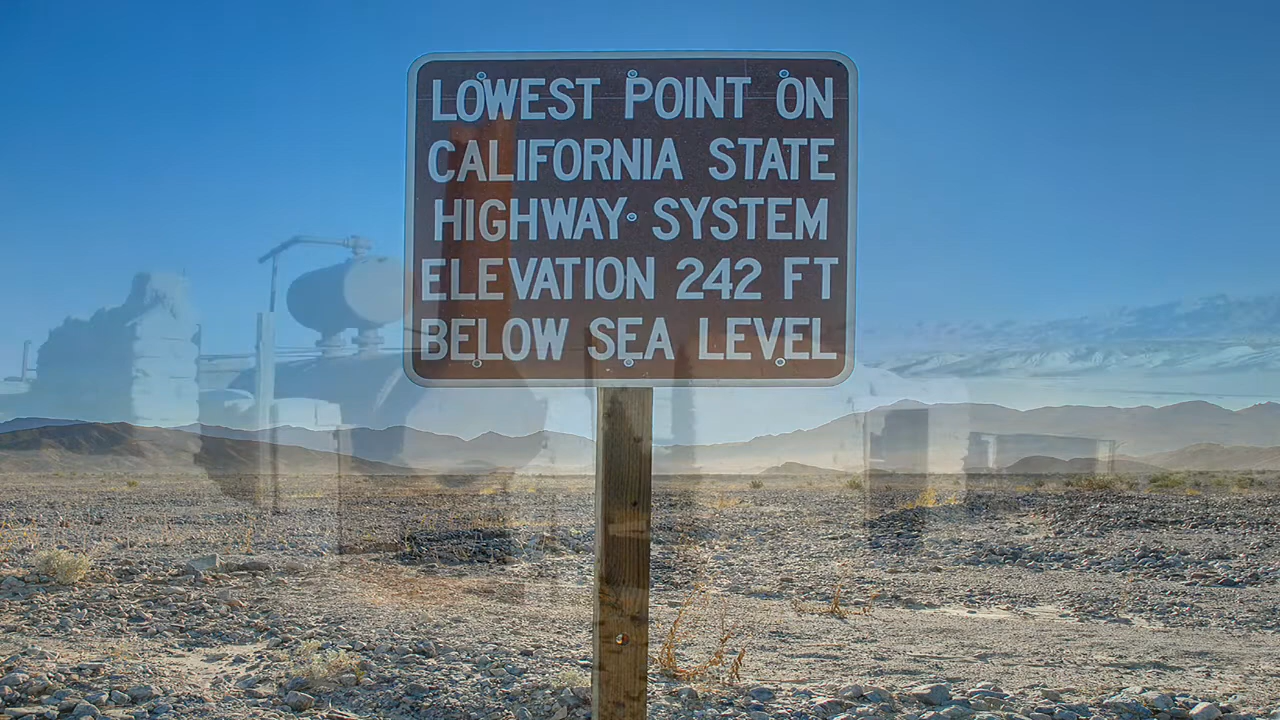 LOWEST POINT ON
CALIFORNIA STATE
HIGHWAY SYSTEM
ELEVATION 242 FT
BELOW SEA LEVEL